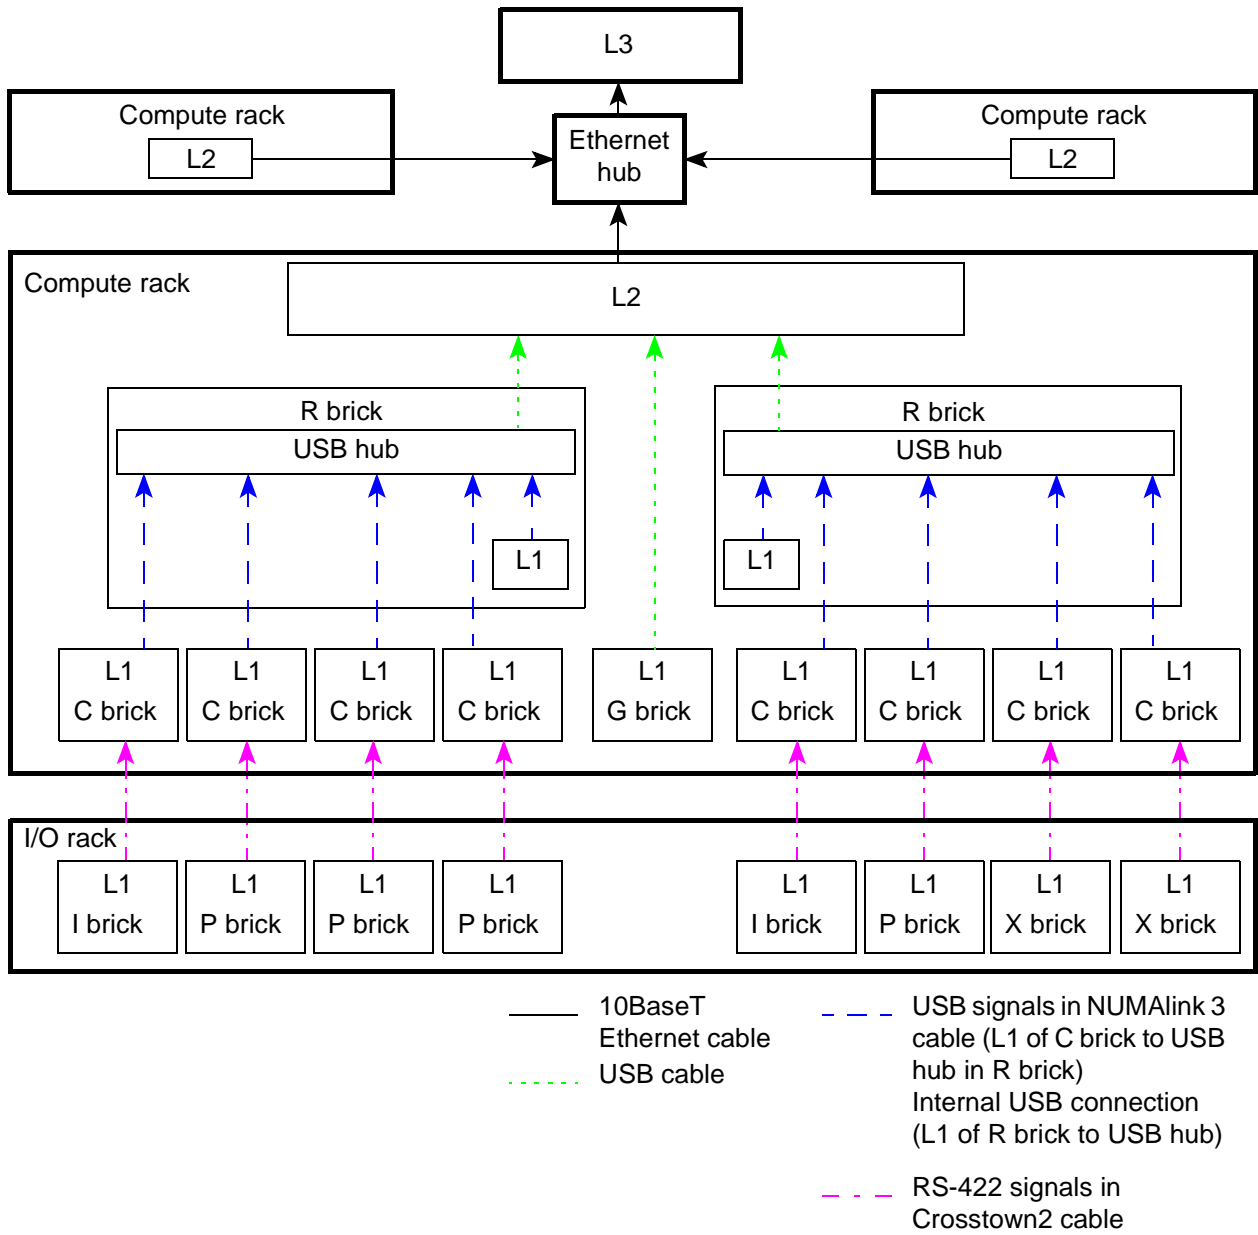 L3
Compute rack
L2
Ethernet
hub
Compute rack
L2
Compute rack
L2
R brick
USB hub
L1
R brick
USB hub
L1
L1
C brick
L1
C brick
L1
C brick
L1
C brick
L1
G brick
L1
C brick
L1
C brick
L1
C brick
L1
C brick
I/O rack
L1
I brick
L1
P brick
L1
P brick
L1
P brick
L1
I brick
L1
P brick
L1
X brick
L1
X brick
10BaseT
Ethernet cable
USB cable
USB signals in NUMAlink 3
cable (L1 of C brick to USB
hub in R brick)
Internal USB connection
(L1 of R brick to USB hub)
RS-422 signals in
Crosstown2 cable